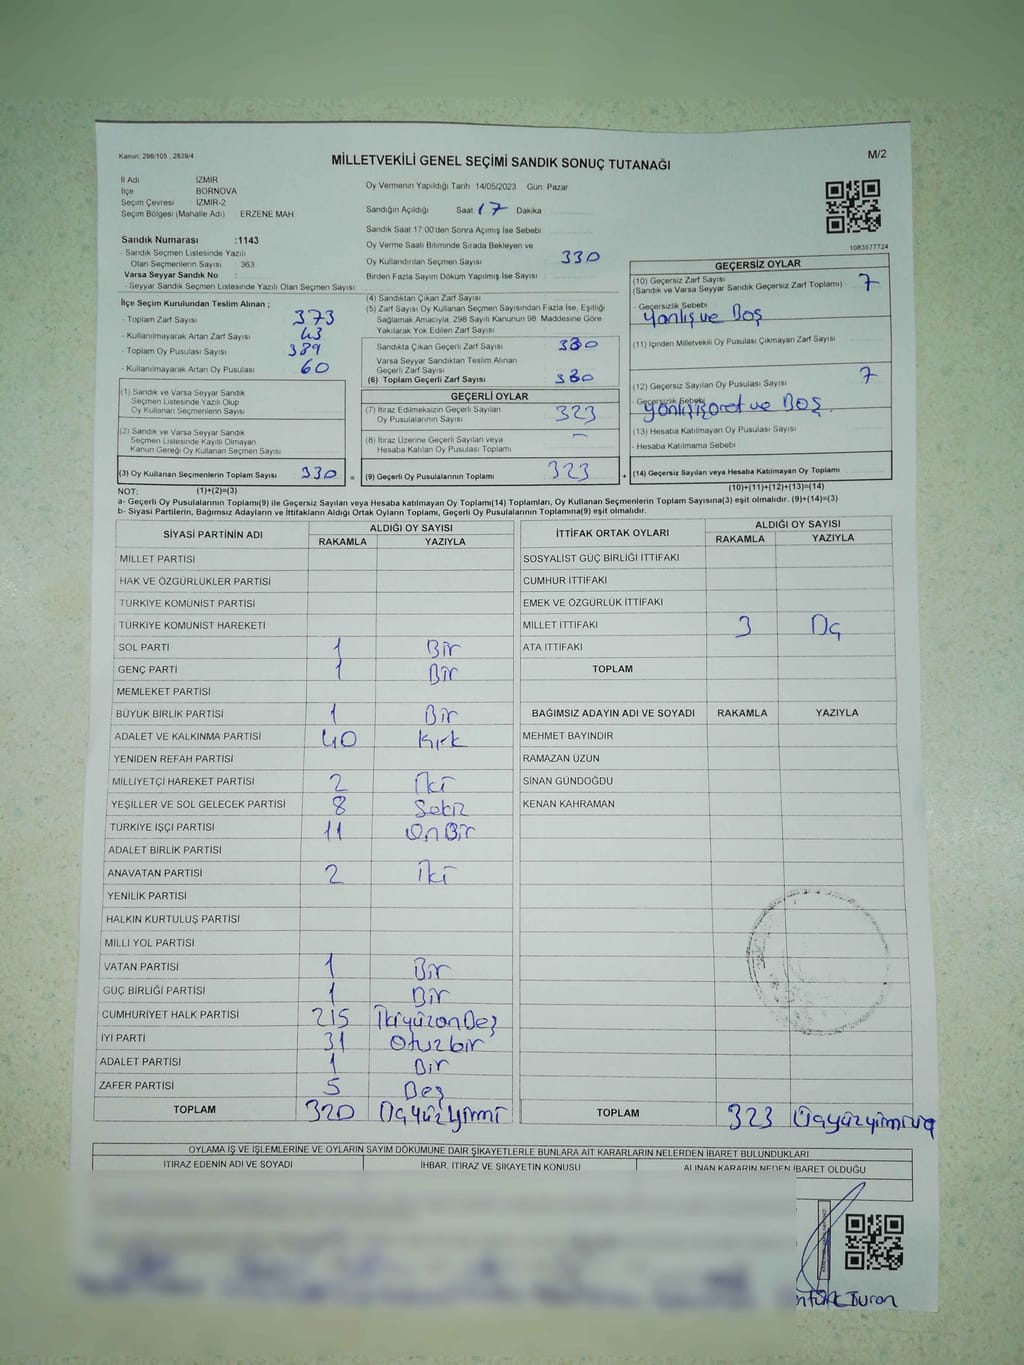 Kanun: 298/105 , 2839/4
MİLLETVEKİLİ GENEL SEÇİMİ SANDIK SONUÇ TUTANAĞI
M/2
İl Adı İZMİR
İlçe BORNOVA
Seçim Çevresi İZMİR-2
Seçim Bölgesi (Mahalle Adı) ERZENE MAH.
Sandık Numarası :1143
Sandık Seçmen Listesinde Yazılı
Olan Seçmenlerin Sayısı 363
Varsa Seyyar Sandık No :
Seyyar Sandık Seçmen Listesinde Yazılı Olan Seçmen Sayısı:
Oy Vermenin Yapıldığı Tarih 14/05/2023 Gün: Pazar
Sandığın Açıldığı Saat 17 Dakika
Sandık Saat 17.00'den Sonra Açımış İse Sebebi
Oy Verme Saati Bitiminde Sırada Bekleyen ve
Oy Kullandırılan Seçmen Sayısı 330
Birden Fazla Sayım Döküm Yapılmış İse Sayısı
1083577724
İlçe Seçim Kurulundan Teslim Alınan ;
- Toplam Zarf Sayısı 373
- Kullanılmayarak Artan Zarf Sayısı 43
- Toplam Oy Pusulası Sayısı 389
- Kullanılmayarak Artan Oy Pusulası 60
(1) Sandık ve Varsa Seyyar Sandık
Seçmen Listesinde Yazılı Olup
Oy Kullanan Seçmenlerin Sayısı
(2) Sandık ve Varsa Seyyar Sandık
Seçmen Listesinde Kayıtlı Olmayan
Kanun Gereği Oy Kullanan Seçmen Sayısı
(3) Oy Kullanan Seçmenlerin Toplam Sayısı 330 =
(4) Sandıktan Çıkan Zarf Sayısı
(5) Zarf Sayısı Oy Kullanan Seçmen Sayısından Fazla İse, Eşitliği
Sağlamak Amacıyla, 298 Sayılı Kanunun 98. Maddesine Göre
Yakılarak Yok Edilen Zarf Sayısı
Sandıkta Çıkan Geçerli Zarf Sayısı 330
Varsa Seyyar Sandıktan Teslim Alınan
Geçerli Zarf Sayısı
(6) Toplam Geçerli Zarf Sayısı 330
GEÇERLİ OYLAR
(7) İtiraz Edilmeksizin Geçerli Sayılan
Oy Pusulalarının Sayısı 323
(8) İtiraz Üzerine Geçerli Sayılan veya
Hesaba Katılan Oy Pusulaları Toplamı -
(9) Geçerli Oy Pusulalarının Toplamı 323 +
GEÇERSİZ OYLAR
(10) Geçersiz Zarf Sayısı 7
(Sandık ve Varsa Seyyar Sandık Geçersiz Zarf Toplamı)
- Geçersizlik Sebebi
Yanlış ve Boş
(11) İçinden Milletvekili Oy Pusulası Çıkmayan Zarf Sayısı
(12) Geçersiz Sayılan Oy Pusulası Sayısı 7
- Geçersizlik Sebebi
Yanlış işaret ve Boş.
(13) Hesaba Katılmayan Oy Pusulası Sayısı
- Hesaba Katılmama Sebebi
(14) Geçersiz Sayılan veya Hesaba Katılmayan Oy Toplamı
NOT: (1)+(2)=(3)
(10)+(11)+(12)+(13)=(14)
a- Geçerli Oy Pusulalarının Toplamı(9) ile Geçersiz Sayılan veya Hesaba katılmayan Oy Toplamı(14) Toplamları, Oy Kullanan Seçmenlerin Toplam Sayısına(3) eşit olmalıdır. (9)+(14)=(3)
b- Siyasi Partilerin, Bağımsız Adayların ve İttifakların Aldığı Ortak Oyların Toplamı, Geçerli Oy Pusulalarının Toplamına(9) eşit olmalıdır.
SİYASİ PARTİNİN ADI ALDIĞI OY SAYISI
RAKAMLA YAZIYLA
MİLLET PARTİSİ
HAK VE ÖZGÜRLÜKLER PARTİSİ
TÜRKİYE KOMÜNİST PARTİSİ
TÜRKİYE KOMÜNİST HAREKETİ
SOL PARTİ 1 Bir
GENÇ PARTİ 1 Bir
MEMLEKET PARTİSİ
BÜYÜK BİRLİK PARTİSİ 1 Bir
ADALET VE KALKINMA PARTİSİ 40 Kırk
YENİDEN REFAH PARTİSİ
MİLLİYETÇİ HAREKET PARTİSİ 2 İki
YEŞİLLER VE SOL GELECEK PARTİSİ 8 Sekiz
TÜRKİYE İŞÇİ PARTİSİ 11 OnBir
ADALET BİRLİK PARTİSİ
ANAVATAN PARTİSİ 2 İki
YENİLİK PARTİSİ
HALKIN KURTULUŞ PARTİSİ
MİLLİ YOL PARTİSİ
VATAN PARTİSİ 1 Bir
GÜÇ BİRLİĞİ PARTİSİ 1 Bir
CUMHURİYET HALK PARTİSİ 215 İkiyüzonBeş
İYİ PARTİ 31 Otuzbir
ADALET PARTİSİ 1 Bir
ZAFER PARTİSİ 5 Beş
TOPLAM 320 Üçyüzyirmi
İTTİFAK ORTAK OYLARI ALDIĞI OY SAYISI
RAKAMLA YAZIYLA
SOSYALİST GÜÇ BİRLİĞİ İTTİFAKI
CUMHUR İTTİFAKI
EMEK VE ÖZGÜRLÜK İTTİFAKI
MİLLET İTTİFAKI 3 Üç
ATA İTTİFAKI
TOPLAM
BAĞIMSIZ ADAYIN ADI VE SOYADI RAKAMLA YAZIYLA
MEHMET BAYINDIR
RAMAZAN ÜZÜN
SİNAN GÜNDOĞDU
KENAN KAHRAMAN
TOPLAM 323 Üçyüzyirmiüç
OYLAMA İŞ VE İŞLEMLERİNE VE OYLARIN SAYIM DÖKÜMÜNE DAİR ŞİKAYETLERLE BUNLARA AİT KARARLARIN NELERDEN İBARET BULUNDUKLARI
İTİRAZ EDENİN ADI VE SOYADI İHBAR, İTİRAZ VE ŞİKAYETİN KONUSU ALINAN KARARIN NEDEN İBARET OLDUĞU
Turan